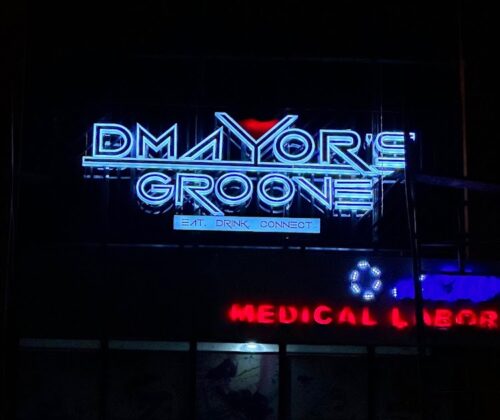 DMAYOR'S
GROOVE
EAT. DRINK, CONNECT.
MEDICAL LABOR